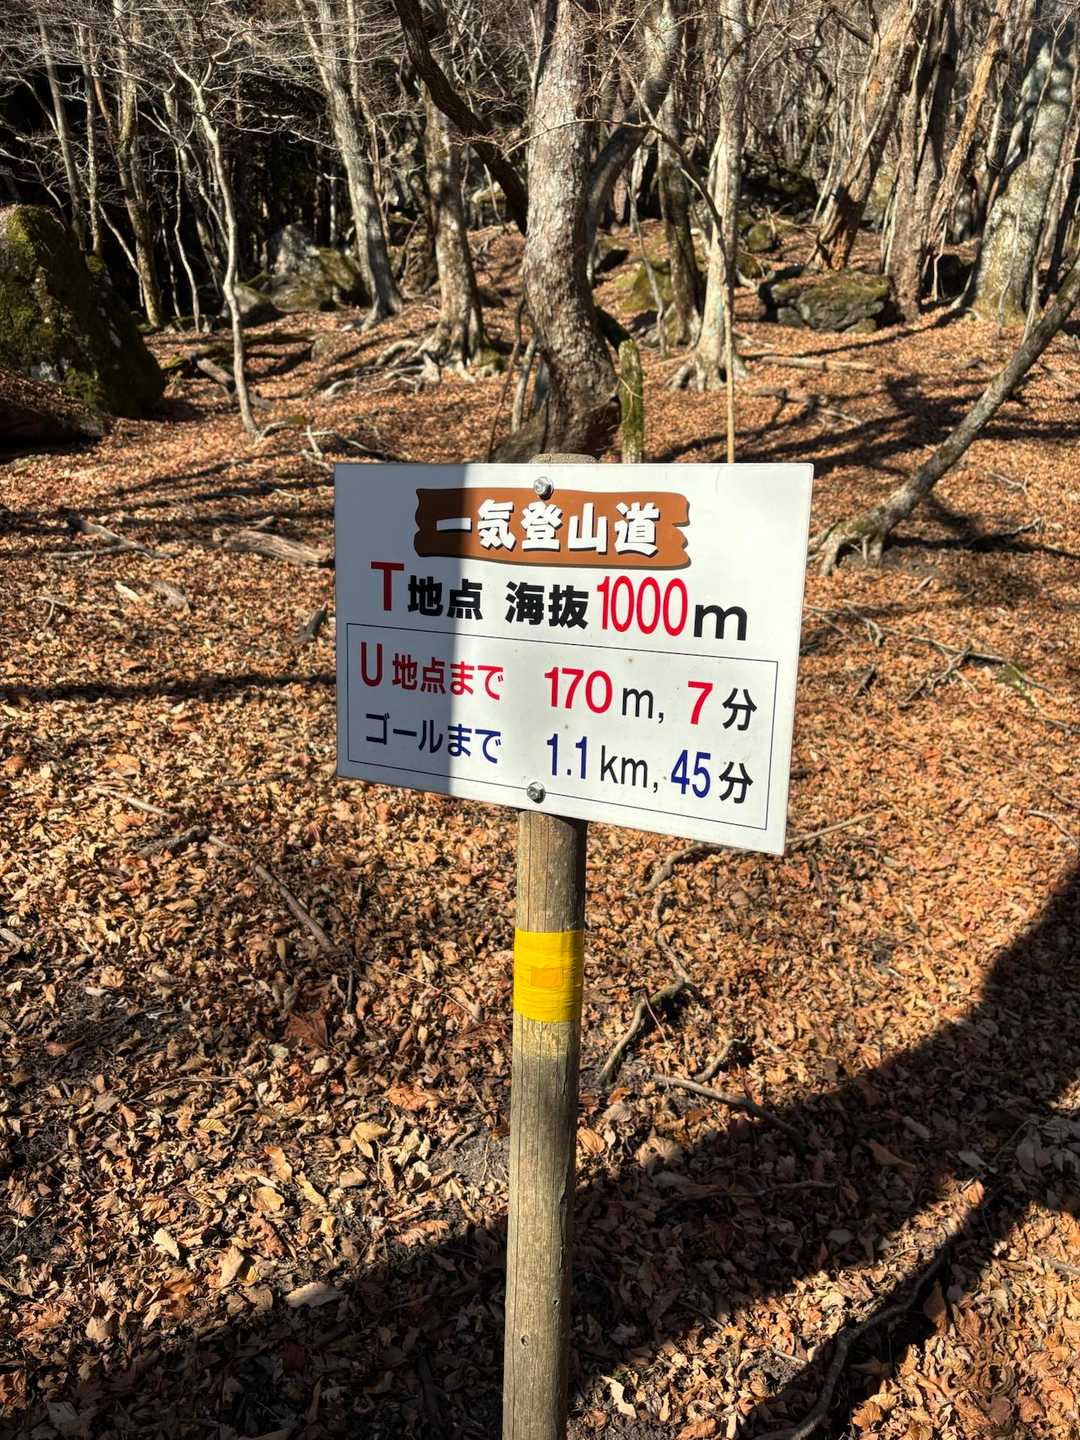 一気登山道
T地点 海抜1000m
U地点まで 170m, 7分
ゴールまで 1.1km, 45分